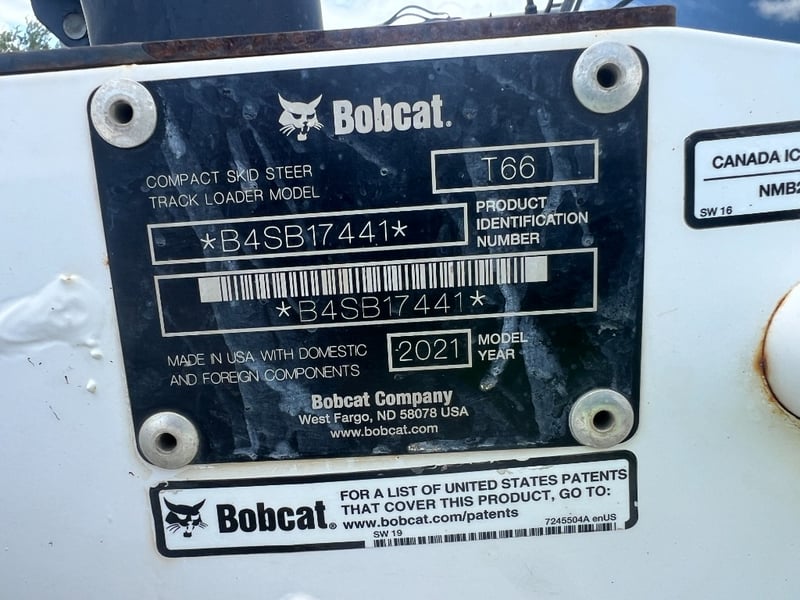 Bobcat.
COMPACT SKID STEER
TRACK LOADER MODEL
T66
*B4SB17441*
PRODUCT
IDENTIFICATION
NUMBER
*B4SB17441*
MADE IN USA WITH DOMESTIC
AND FOREIGN COMPONENTS
2021
MODEL
YEAR
Bobcat Company
West Fargo, ND 58078 USA
www.bobcat.com
CANADA IC
NMB2
SW 16
Bobcat.
FOR A LIST OF UNITED STATES PATENTS
THAT COVER THIS PRODUCT, GO TO:
www.bobcat.com/patents
7245504A enUS
SW 19